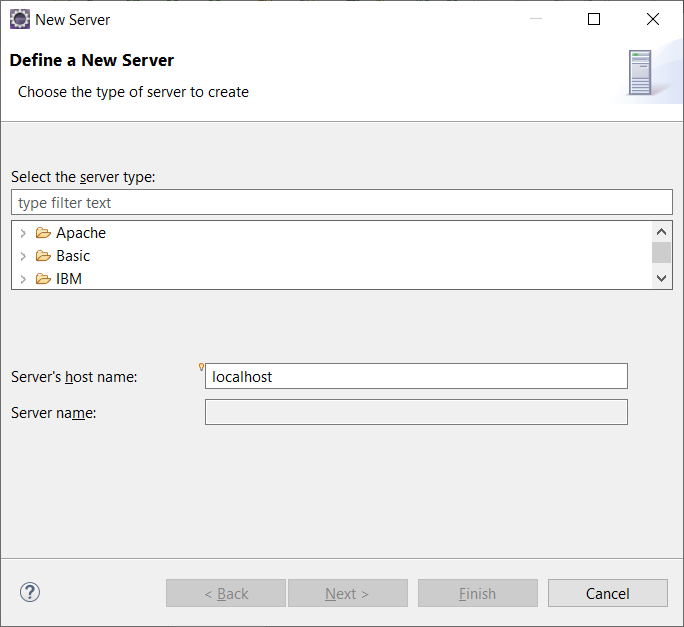 New Server
Define a New Server
Choose the type of server to create
Select the server type:
type filter text
Apache
Basic
IBM
Server's host name: localhost
Server name:
? < Back Next > Finish Cancel